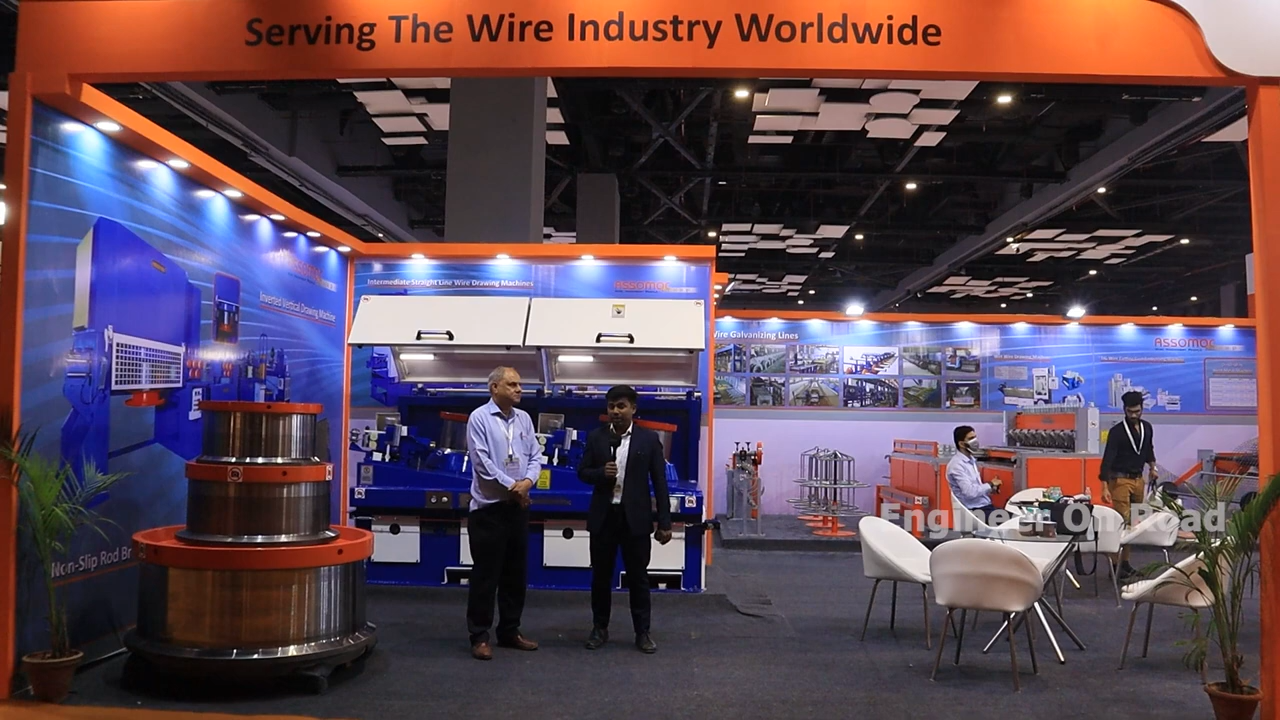 Serving The Wire Industry Worldwide
Assomac
Inverted Vertical Drawing Machine
Non-Slip Rod Br
Intermediate Straight Line Wire Drawing Machines
ASSOMAC
Wire Galvanizing Lines
ASSOMAC
Engineer On Road